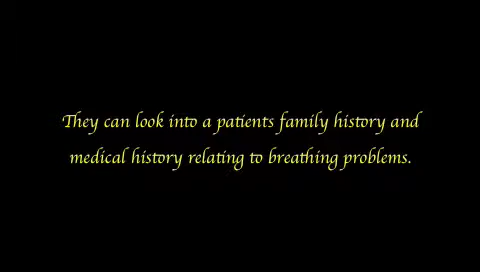 They can look into a patients family history and
medical history relating to breathing problems.